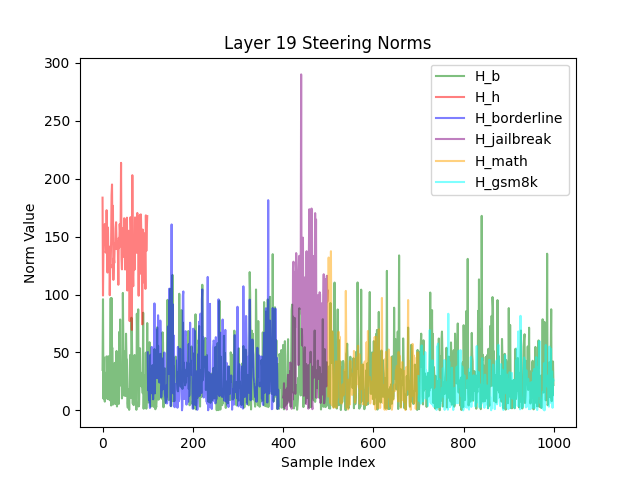 Layer 19 Steering Norms
300
250
200
150
100
50
0
Norm Value
H_b
H_h
H_borderline
H_jailbreak
H_math
H_gsm8k
0 200 400 600 800 1000
Sample Index